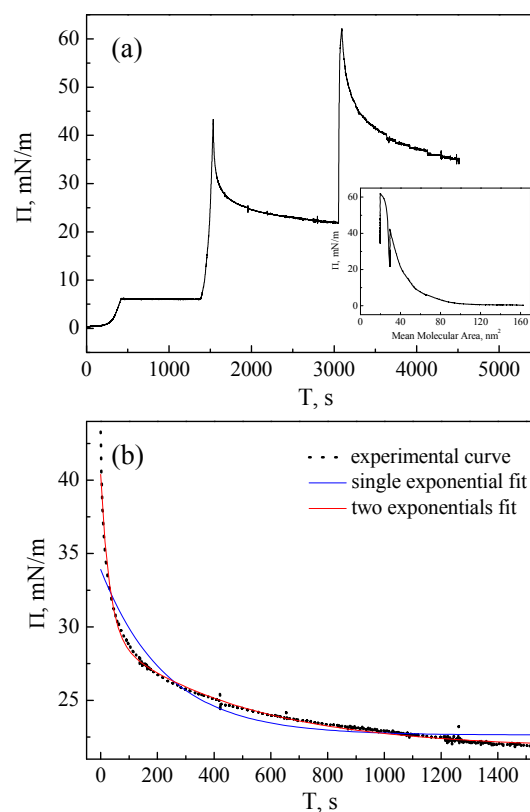 (a)
Π, mN/m
60
50
40
30
20
10
0
0 1000 2000 3000 4000 5000
T, s
Π, mN/m
60
40
20
0
0 40 80 120 160
Mean Molecular Area, nm²
(b)
experimental curve
single exponential fit
two exponentials fit
Π, mN/m
40
35
30
25
0 200 400 600 800 1000 1200 1400
T, s